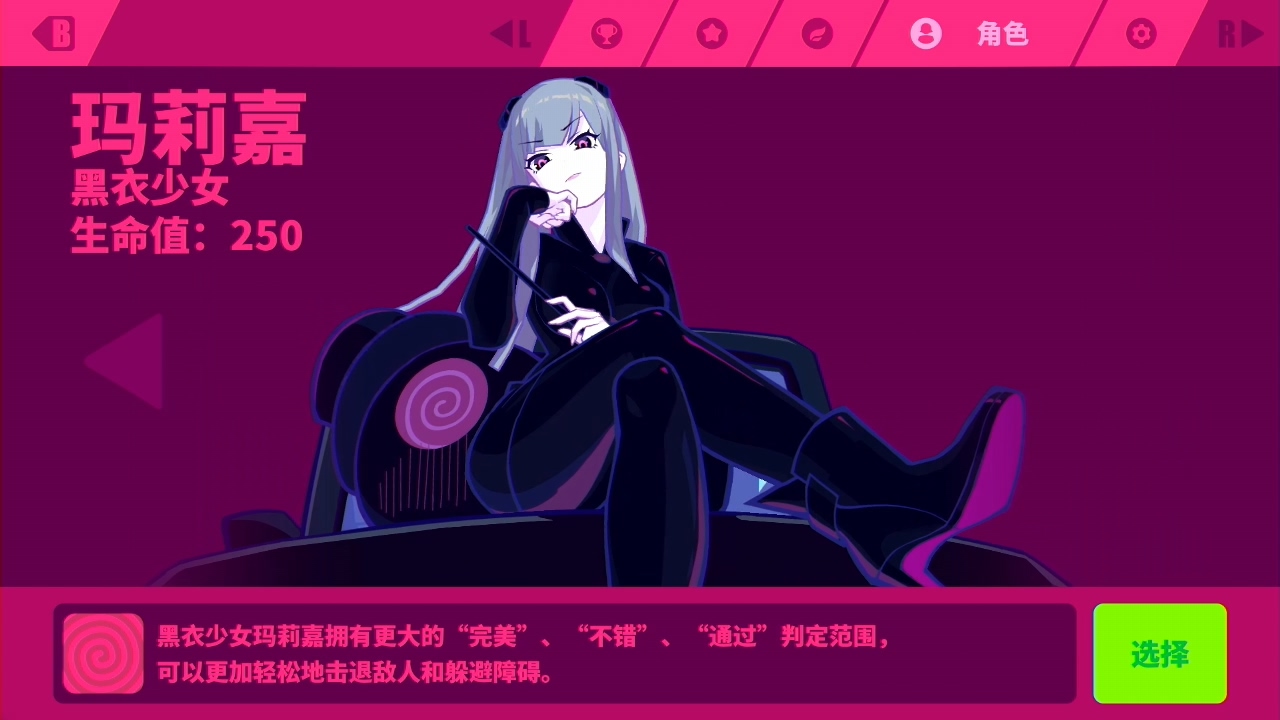 B
L
角色
R
玛莉嘉
黑衣少女
生命值：250
黑衣少女玛莉嘉拥有更大的“完美”、“不错”、“通过”判定范围，
可以更加轻松地击退敌人和躲避障碍。
选择